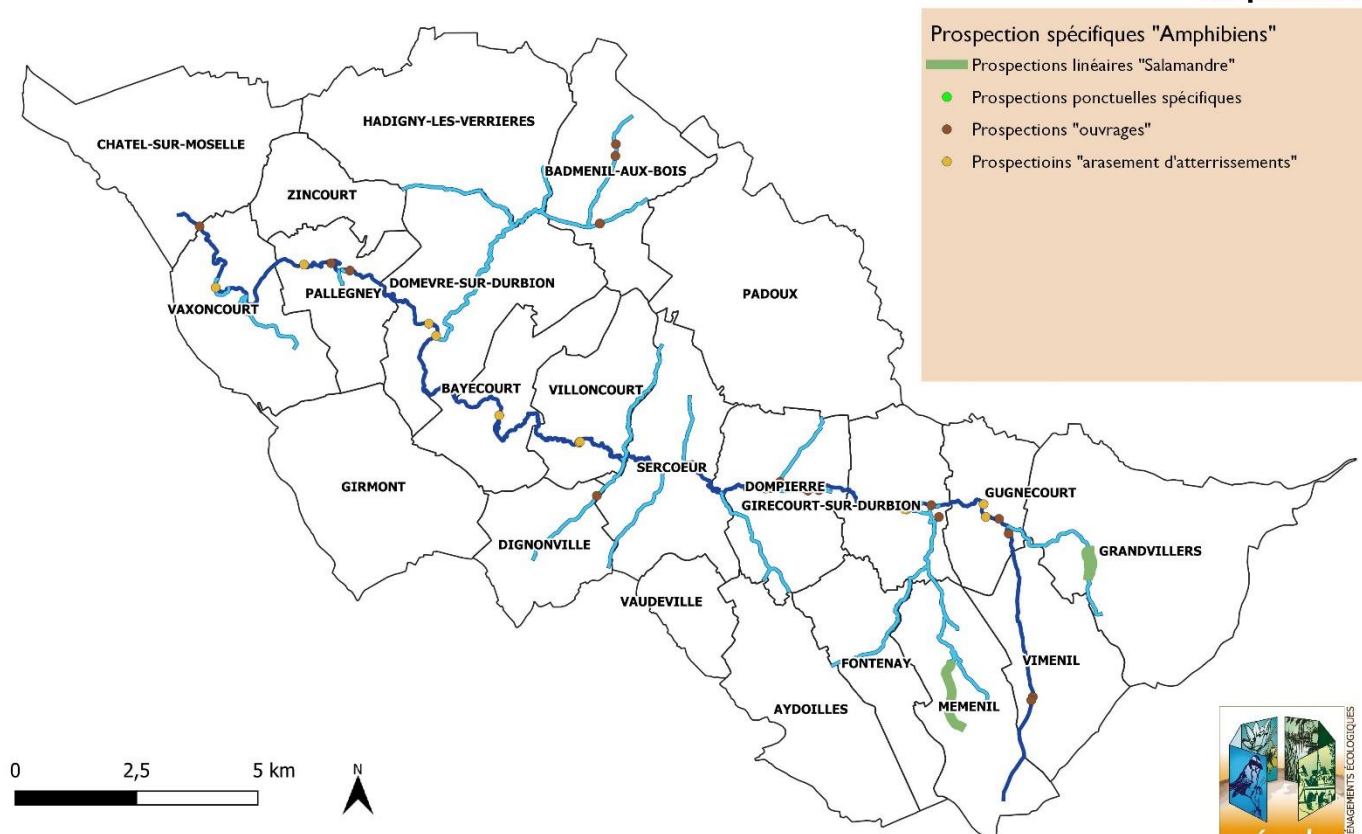 Prospection spécifiques "Amphibiens"
Prospections linéaires "Salamandre"
Prospections ponctuelles spécifiques
Prospections "ouvrages"
Prospectioins "arasement d'atterrissements"
HADIGNY-LES-VERRIERES
CHATEL-SUR-MOSELLE
BADMENIL-AUX-BOIS
ZINCOURT
DOMEVRE-SUR-DURBION
PALLEGNEY
PADOUX
VAXONCOURT
BAYECOURT
VILLONCOURT
SERCOEUR
GIRMONT
DOMPIERRE
GUGNECOURT
GIRECOURT-SUR-DURBION
DIGNONVILLE
GRANDVILLERS
VAUDEVILLE
FONTENAY
VIMENIL
AYDOILLES
MEMENIL
0 2,5 5 km
N
ÉNAGEMENTS ÉCOLOGIQUES